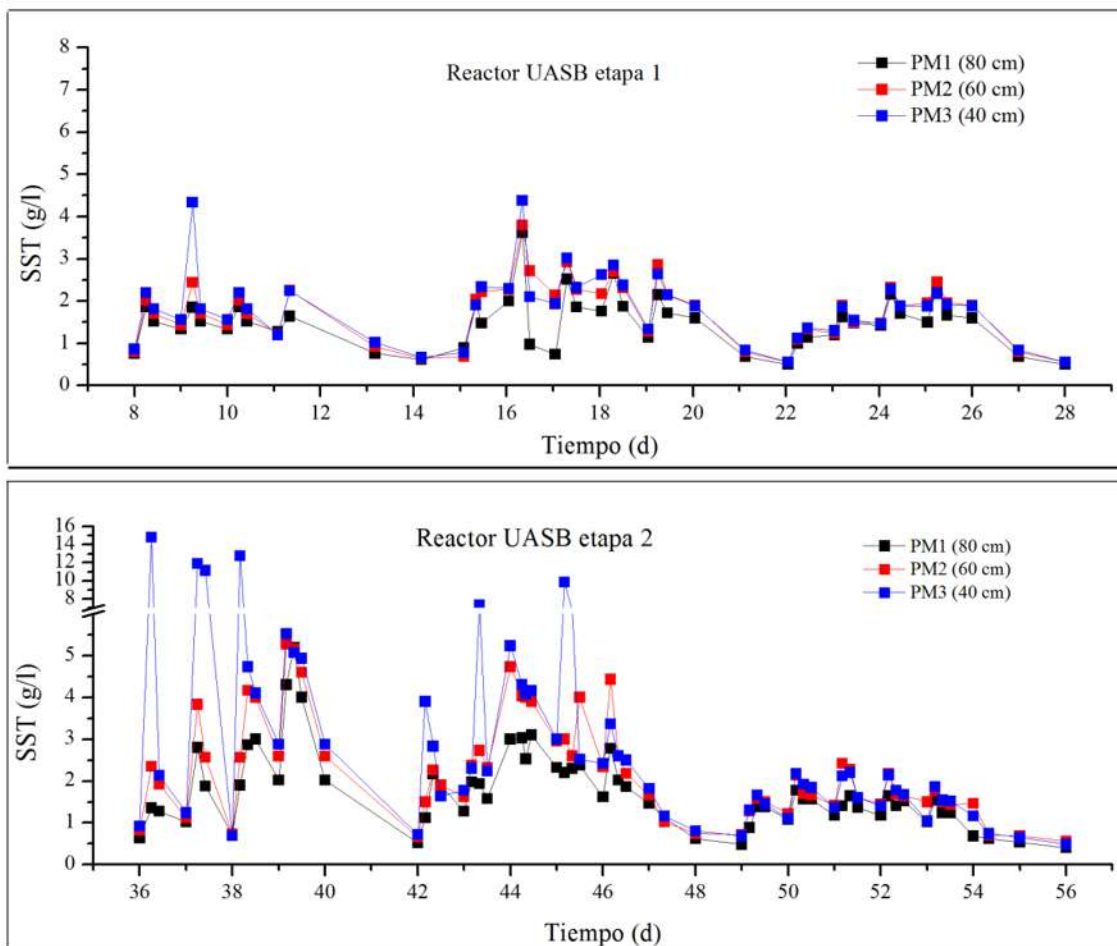 Reactor UASB etapa 1
PM1 (80 cm)
PM2 (60 cm)
PM3 (40 cm)
SST (g/l)
8
7
6
5
4
3
2
1
0
8 10 12 14 16 18 20 22 24 26 28
Tiempo (d)
Reactor UASB etapa 2
PM1 (80 cm)
PM2 (60 cm)
PM3 (40 cm)
SST (g/l)
16
14
12
10
8
5
4
3
2
1
0
36 38 40 42 44 46 48 50 52 54 56
Tiempo (d)